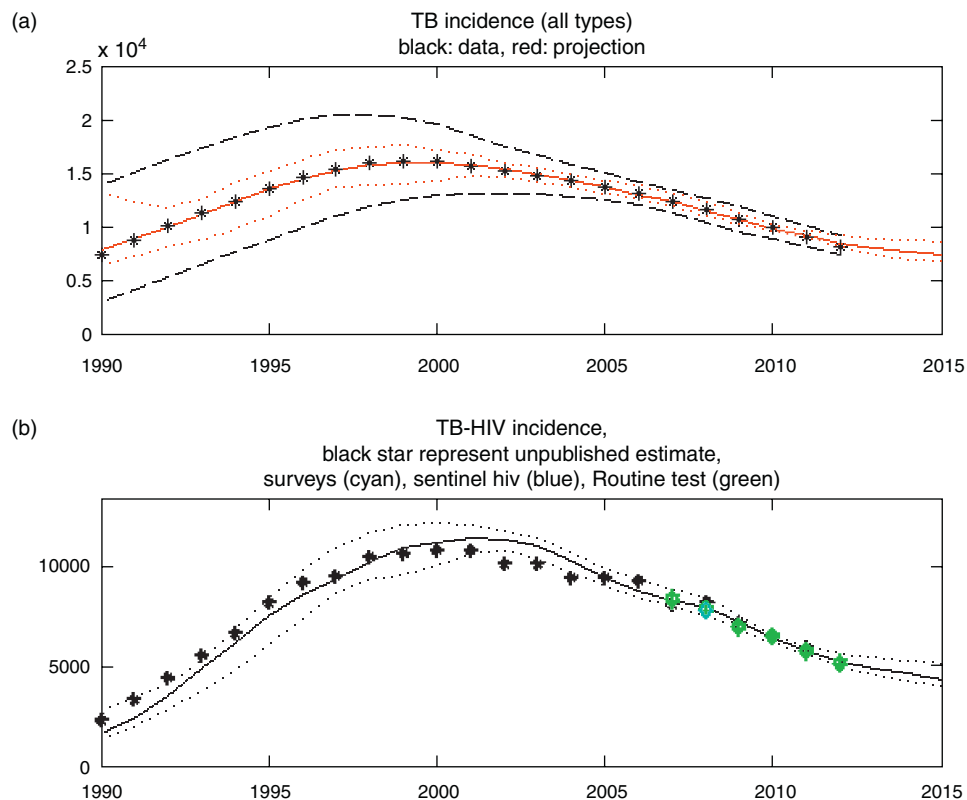 (a)
TB incidence (all types)
black: data, red: projection
x 10⁴
2.5
2
1.5
1
0.5
0
1990 1995 2000 2005 2010 2015
(b)
TB-HIV incidence,
black star represent unpublished estimate,
surveys (cyan), sentinel hiv (blue), Routine test (green)
10000
5000
0
1990 1995 2000 2005 2010 2015